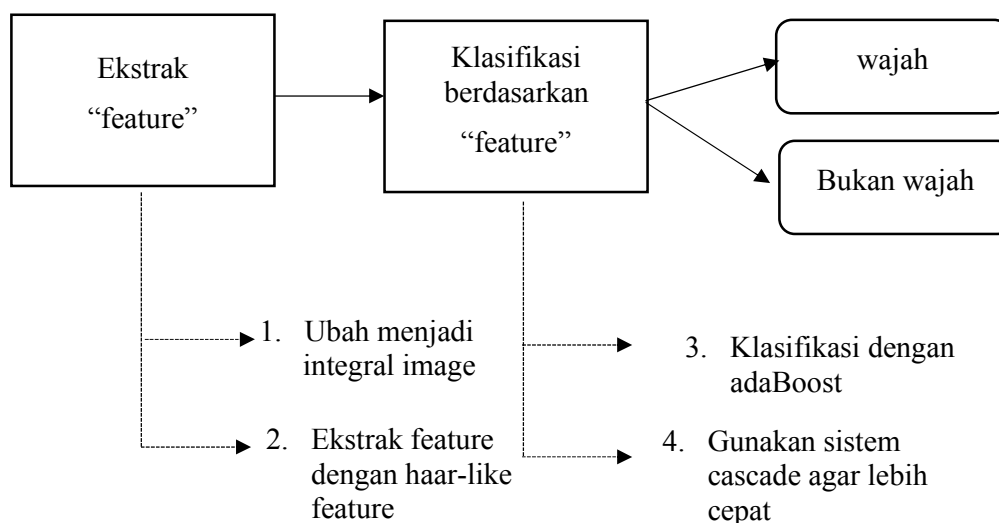 Ekstrak
“feature”
Klasifikasi
berdasarkan
“feature”
wajah
Bukan wajah
1. Ubah menjadi
integral image
2. Ekstrak feature
dengan haar-like
feature
3. Klasifikasi dengan
adaBoost
4. Gunakan sistem
cascade agar lebih
cepat